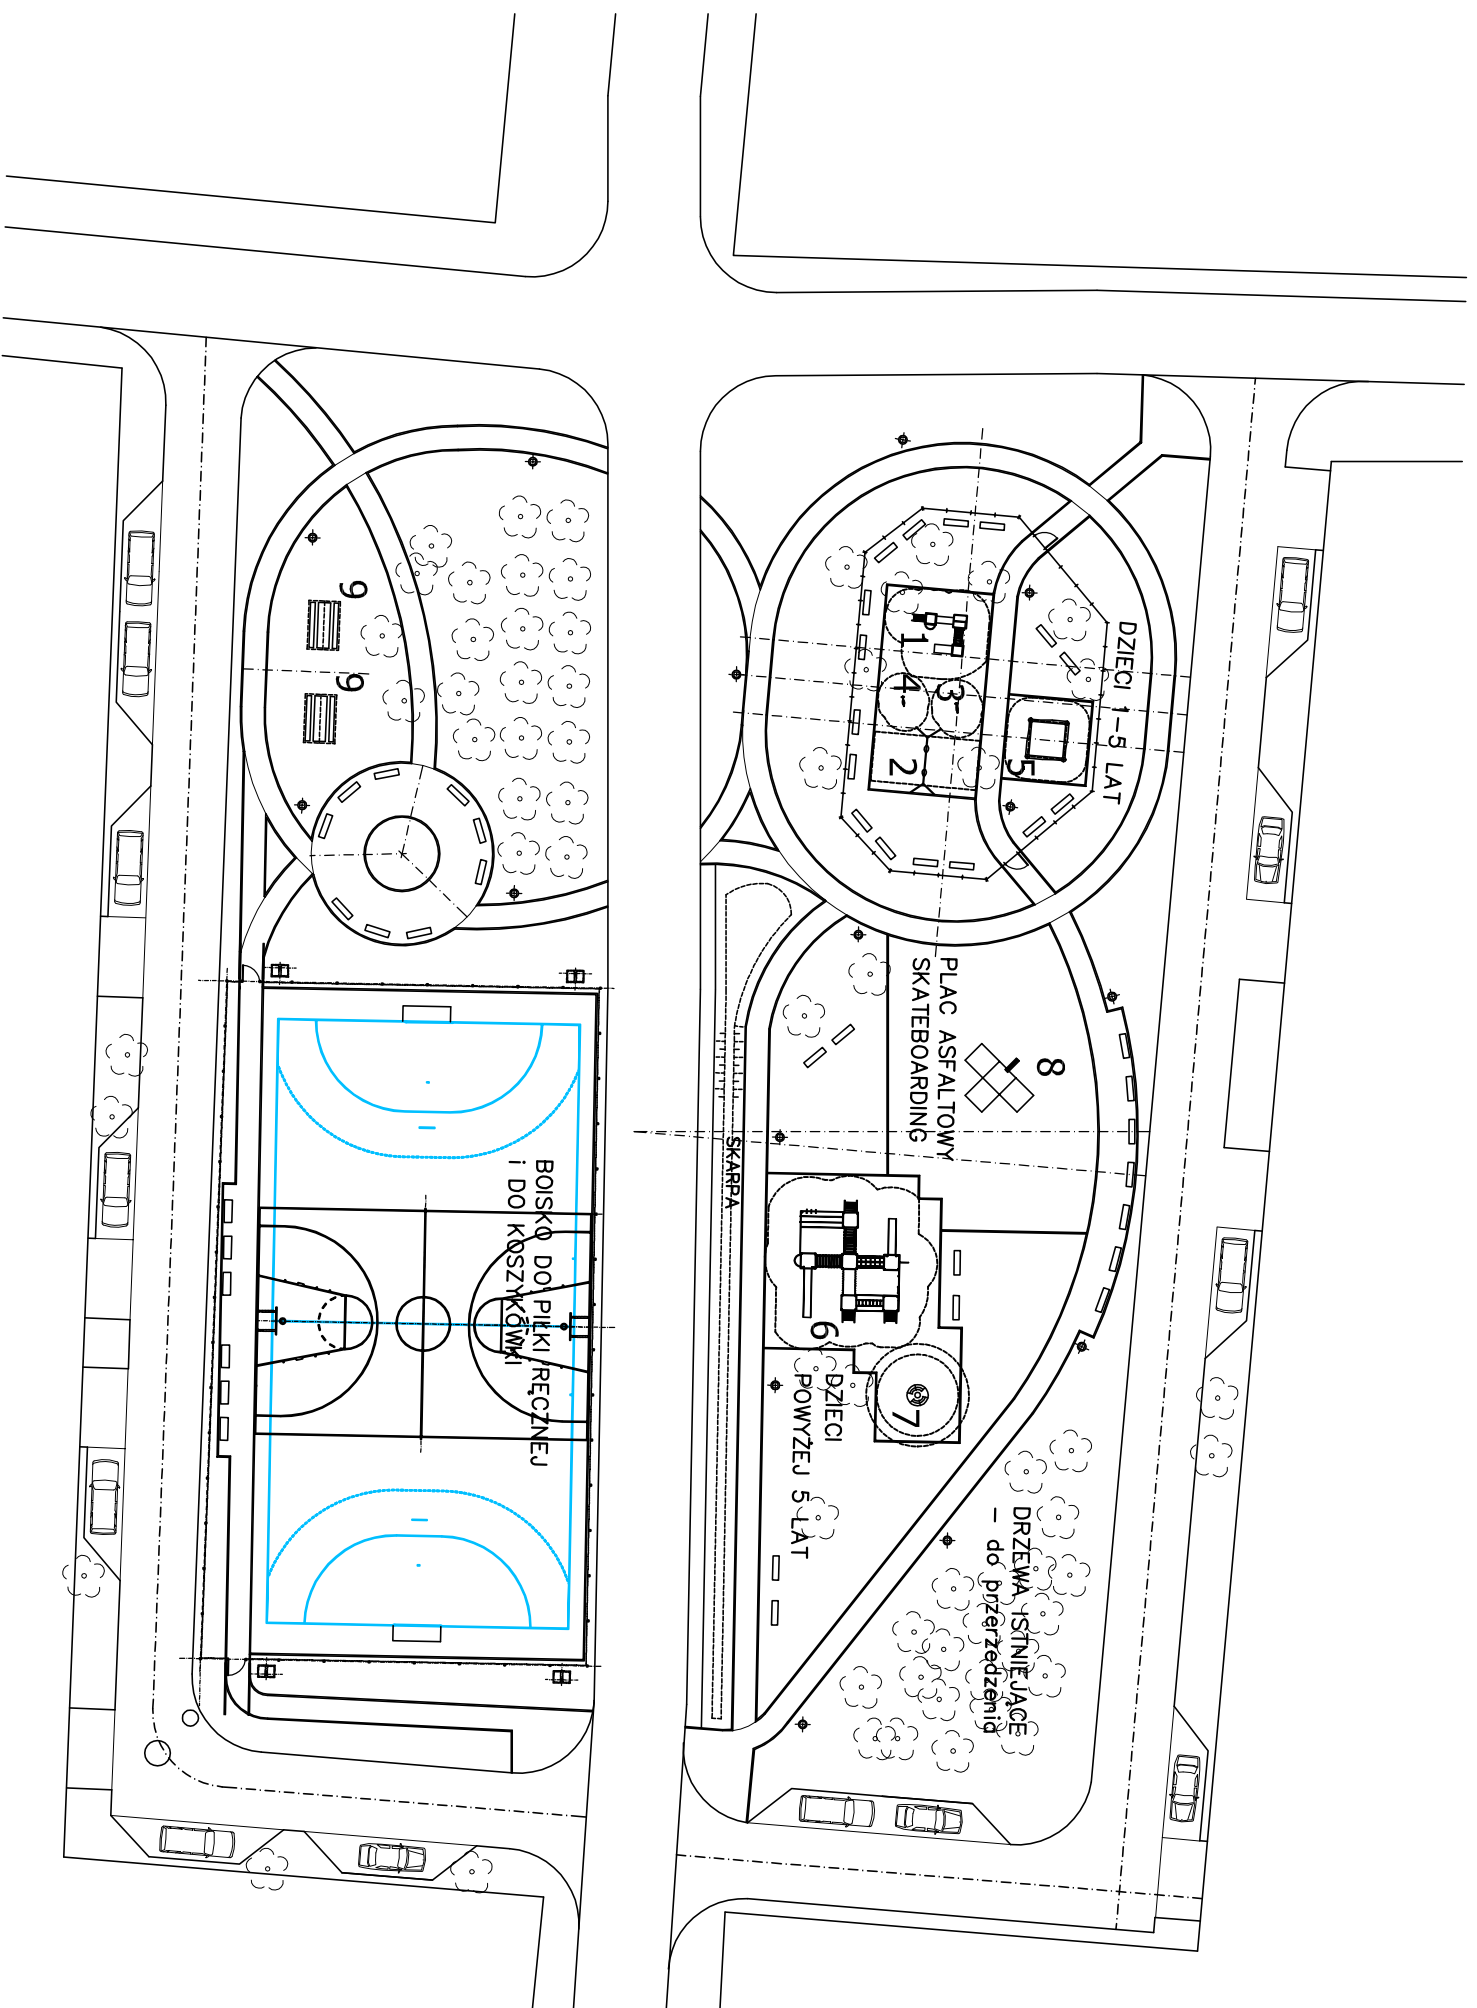 9
9
1
4
3
2
5
DZIECI 1-5 LAT
PLAC ASFALTOWY
SKATEBOARDING
8
SKARPA
BOISKO DO PIŁKI RĘCZNEJ
i DO KOSZYKÓWKI
6
7
DZIECI
POWYŻEJ 5 LAT
DRZEWA ISTNIEJĄCE
- do przerzedzenia